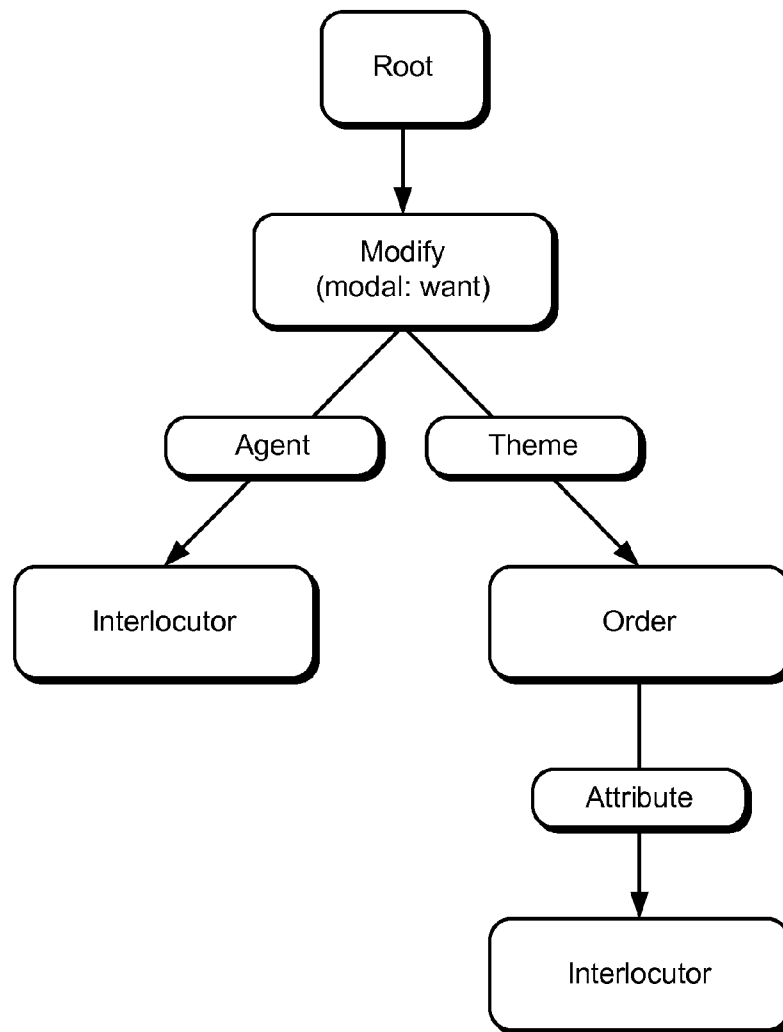 Root
Modify
(modal: want)
Agent
Theme
Interlocutor
Order
Attribute
Interlocutor